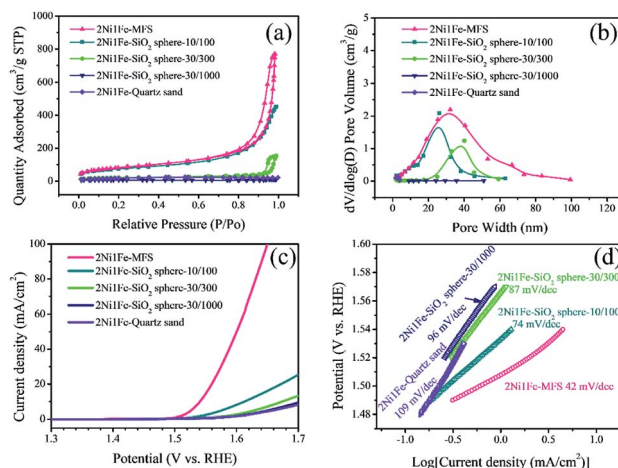 (a)
2Ni1Fe-MFS
2Ni1Fe-SiO₂ sphere-10/100
2Ni1Fe-SiO₂ sphere-30/300
2Ni1Fe-SiO₂ sphere-30/1000
2Ni1Fe-Quartz sand
Quantity Adsorbed (cm³/g STP)
1000
800
600
400
200
0
0.0 0.2 0.4 0.6 0.8 1.0
Relative Pressure (P/Po)
(b)
2Ni1Fe-MFS
2Ni1Fe-SiO₂ sphere-10/100
2Ni1Fe-SiO₂ sphere-30/300
2Ni1Fe-SiO₂ sphere-30/1000
2Ni1Fe-Quartz sand
dV/dlog(D) Pore Volume (cm³/g)
5
4
3
2
1
0
0 20 40 60 80 100
Pore Width (nm)
(c)
2Ni1Fe-MFS
2Ni1Fe-SiO₂ sphere-10/100
2Ni1Fe-SiO₂ sphere-30/300
2Ni1Fe-SiO₂ sphere-30/1000
2Ni1Fe-Quartz sand
Current density (mA/cm²)
100
80
60
40
20
0
1.3 1.4 1.5 1.6 1.7
Potential (V vs. RHE)
(d)
2Ni1Fe-SiO₂ sphere-30/1000
96 mV/dec
2Ni1Fe-SiO₂ sphere-30/300
87 mV/dec
2Ni1Fe-SiO₂ sphere-10/100
74 mV/dec
2Ni1Fe-Quartz sand
109 mV/dec
2Ni1Fe-MFS 42 mV/dec
Potential (V vs. RHE)
1.60
1.56
1.52
1.48
-1.0 -0.5 0.0 0.5 1.0
Log[Current density (mA/cm²)]